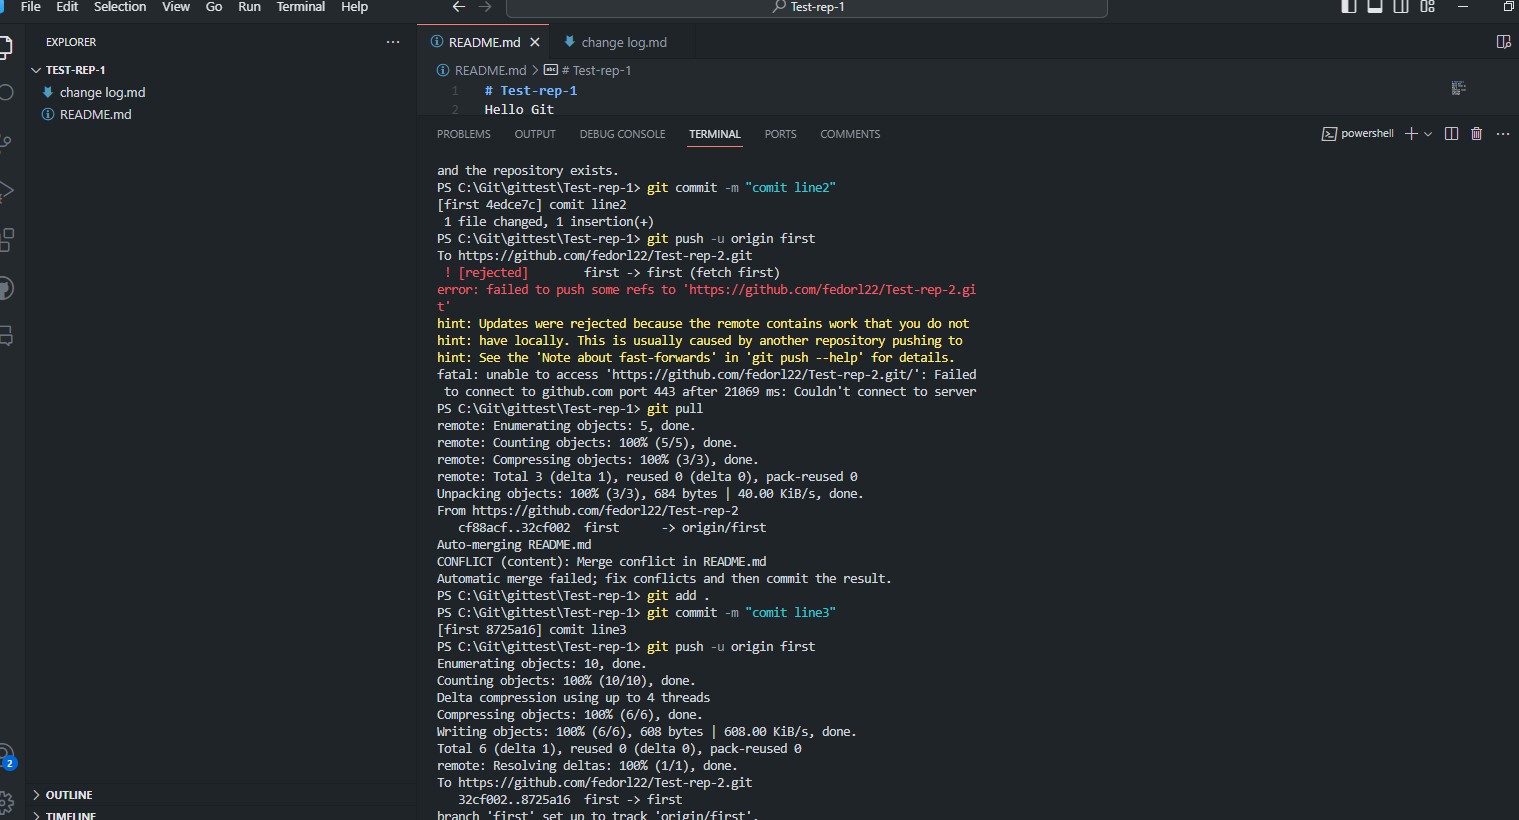 File Edit Selection View Go Run Terminal Help
Test-rep-1
EXPLORER
TEST-REP-1
change log.md
README.md
2
OUTLINE
TIMELINE
README.md
change log.md
README.md > # Test-rep-1
1 # Test-rep-1
2 Hello Git
PROBLEMS OUTPUT DEBUG CONSOLE TERMINAL PORTS COMMENTS
powershell
and the repository exists.
PS C:\Git\gittest\Test-rep-1> git commit -m "comit line2"
[first 4edce7c] comit line2
1 file changed, 1 insertion(+)
PS C:\Git\gittest\Test-rep-1> git push -u origin first
To https://github.com/fedorl22/Test-rep-2.git
! [rejected] first -> first (fetch first)
error: failed to push some refs to 'https://github.com/fedorl22/Test-rep-2.gi
t'
hint: Updates were rejected because the remote contains work that you do not
hint: have locally. This is usually caused by another repository pushing to
hint: See the 'Note about fast-forwards' in 'git push --help' for details.
fatal: unable to access 'https://github.com/fedorl22/Test-rep-2.git/': Failed
to connect to github.com port 443 after 21069 ms: Couldn't connect to server
PS C:\Git\gittest\Test-rep-1> git pull
remote: Enumerating objects: 5, done.
remote: Counting objects: 100% (5/5), done.
remote: Compressing objects: 100% (3/3), done.
remote: Total 3 (delta 1), reused 0 (delta 0), pack-reused 0
Unpacking objects: 100% (3/3), 684 bytes | 40.00 KiB/s, done.
From https://github.com/fedorl22/Test-rep-2
cf88acf..32cf002 first -> origin/first
Auto-merging README.md
CONFLICT (content): Merge conflict in README.md
Automatic merge failed; fix conflicts and then commit the result.
PS C:\Git\gittest\Test-rep-1> git add .
PS C:\Git\gittest\Test-rep-1> git commit -m "comit line3"
[first 8725a16] comit line3
PS C:\Git\gittest\Test-rep-1> git push -u origin first
Enumerating objects: 10, done.
Counting objects: 100% (10/10), done.
Delta compression using up to 4 threads
Compressing objects: 100% (6/6), done.
Writing objects: 100% (6/6), 608 bytes | 608.00 KiB/s, done.
Total 6 (delta 1), reused 0 (delta 0), pack-reused 0
remote: Resolving deltas: 100% (1/1), done.
To https://github.com/fedorl22/Test-rep-2.git
32cf002..8725a16 first -> first
branch 'first' set up to track 'origin/first'.